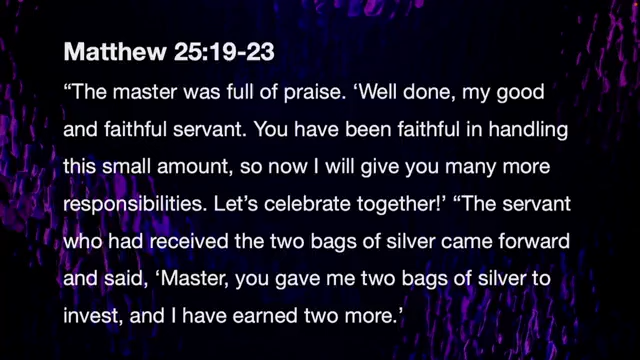 Matthew 25:19-23
“The master was full of praise. ‘Well done, my good
and faithful servant. You have been faithful in handling
this small amount, so now I will give you many more
responsibilities. Let’s celebrate together!’ “The servant
who had received the two bags of silver came forward
and said, ‘Master, you gave me two bags of silver to
invest, and I have earned two more.’